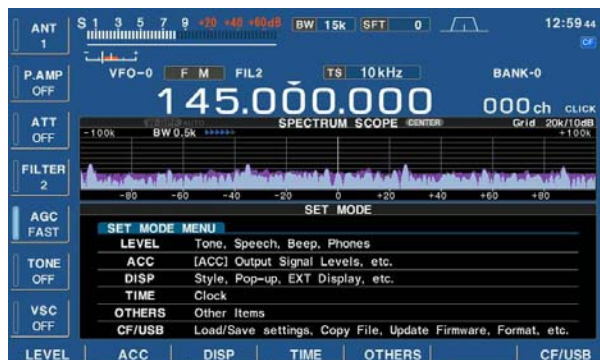 ANT 1
S 1 3 5 7 9 +20 +40 +60dB BW 15k SFT 0 12:59 44
CF
P.AMP OFF
VFO-0 F M FIL2 TS 10kHz BANK-0
145.000.000 000 ch CLICK
ATT OFF
SPECTRUM SCOPE CENTER Grid 20k/10dB
-100k BW 0.5k +100k
FILTER 2
-80 -60 -40 -20 0 +20 +40 +60 +80
SET MODE
AGC FAST
SET MODE MENU
LEVEL Tone, Speech, Beep, Phones
ACC [ACC] Output Signal Levels, etc.
TONE OFF
DISP Style, Pop-up, EXT Display, etc.
TIME Clock
VSC OFF
OTHERS Other Items
CF/USB Load/Save settings, Copy File, Update Firmware, Format, etc.
LEVEL ACC DISP TIME OTHERS CF/USB